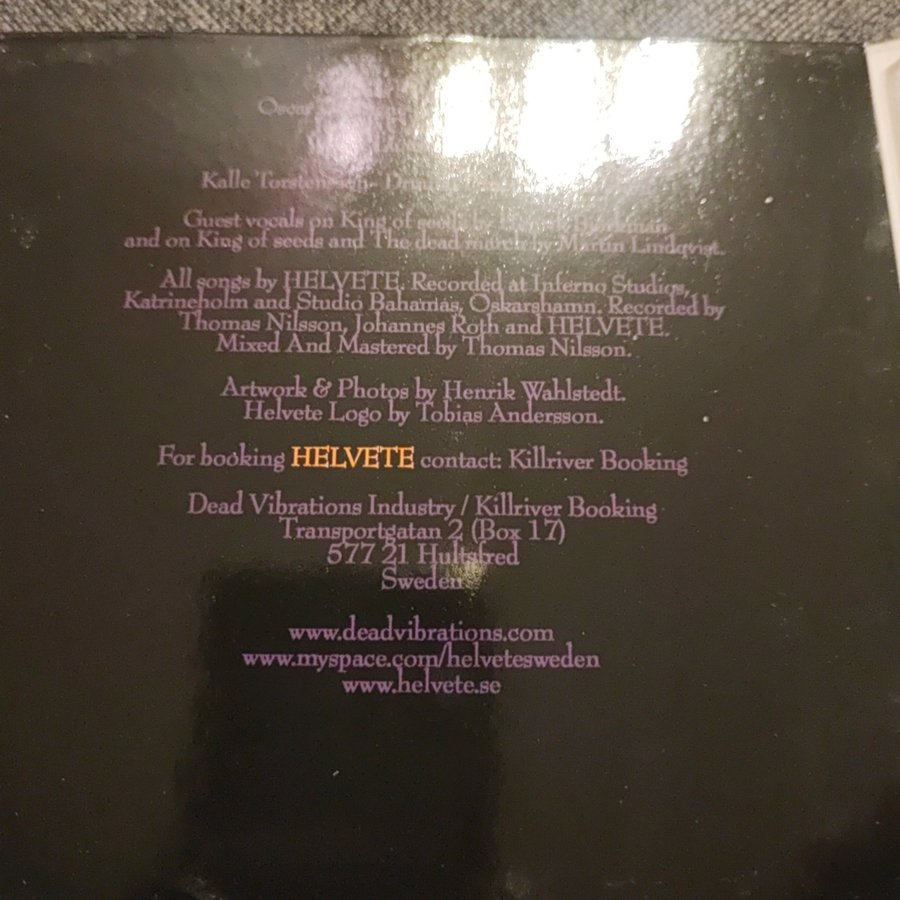 Oscar
Kalle Torstensson - Drums
Guest vocals on King of seeds by
and on King of seeds and The dead march by Martin Lindqvist.
All songs by HELVETE. Recorded at Inferno Studios,
Katrineholm and Studio Bahamas, Oskarshamn. Recorded by
Thomas Nilsson, Johannes Roth and HELVETE.
Mixed And Mastered by Thomas Nilsson.
Artwork & Photos by Henrik Wahlstedt.
Helvete Logo by Tobias Andersson.
For booking HELVETE contact: Killriver Booking
Dead Vibrations Industry / Killriver Booking
Transportgatan 2 (Box 17)
577 21 Hultsfred
Sweden
www.deadvibrations.com
www.myspace.com/helvetesweden
www.helvete.se